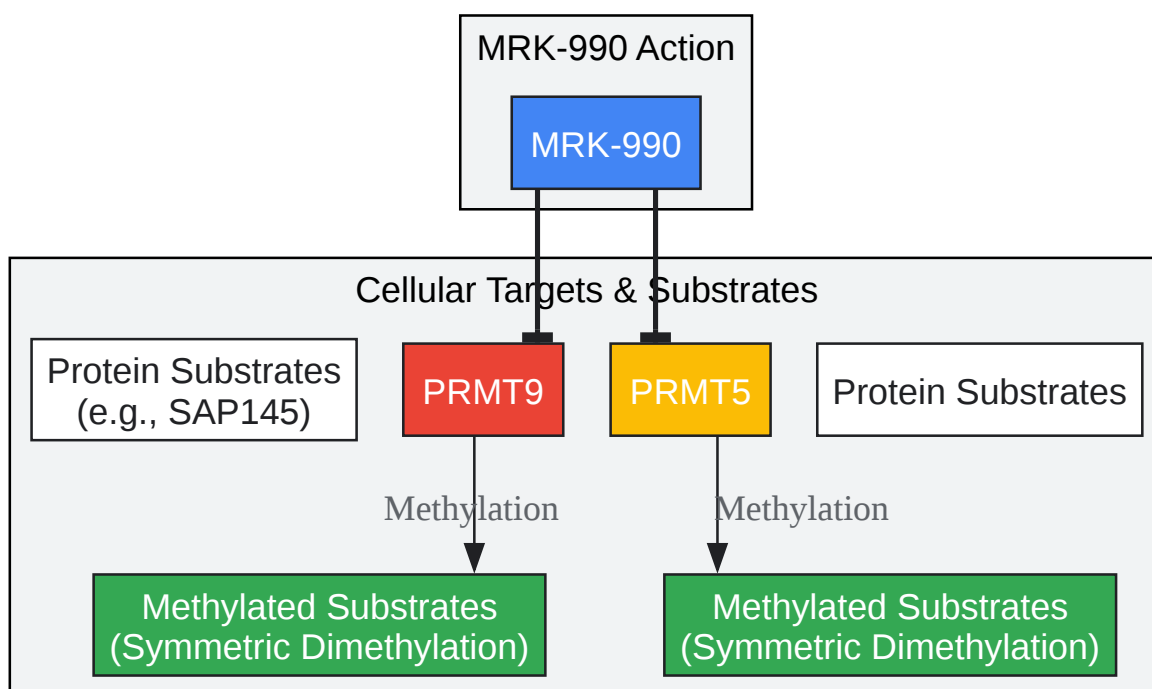 MRK-990 Action
MRK-990
Cellular Targets & Substrates
Protein Substrates
(e.g., SAP145)
PRMT9
PRMT5
Protein Substrates
Methylation
Methylation
Methylated Substrates
(Symmetric Dimethylation)
Methylated Substrates
(Symmetric Dimethylation)